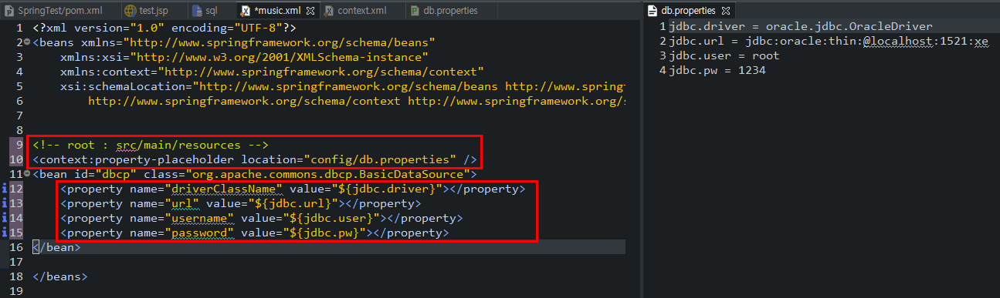 SpringTest/pom.xml test.jsp sql *music.xml context.xml db.properties
1 <?xml version="1.0" encoding="UTF-8"?>
2 <beans xmlns="http://www.springframework.org/schema/beans"
3 xmlns:xsi="http://www.w3.org/2001/XMLSchema-instance"
4 xmlns:context="http://www.springframework.org/schema/context"
5 xsi:schemaLocation="http://www.springframework.org/schema/beans http://www.spring
6 http://www.springframework.org/schema/context http://www.springframework.org/s
7
8
9 <!-- root : src/main/resources -->
10 <context:property-placeholder location="config/db.properties" />
11 <bean id="dbcp" class="org.apache.commons.dbcp.BasicDataSource">
12 <property name="driverClassName" value="${jdbc.driver}"></property>
13 <property name="url" value="${jdbc.url}"></property>
14 <property name="username" value="${jdbc.user}"></property>
15 <property name="password" value="${jdbc.pw}"></property>
16 </bean>
17
18 </beans>
19
db.properties
1 jdbc.driver = oracle.jdbc.OracleDriver
2 jdbc.url = jdbc:oracle:thin:@localhost:1521:xe
3 jdbc.user = root
4 jdbc.pw = 1234